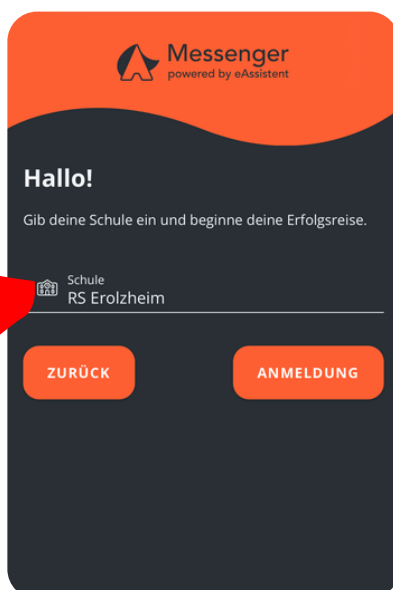 Messenger
powered by eAssistent
Hallo!
Gib deine Schule ein und beginne deine Erfolgsreise.
Schule
RS Erolzheim
ZURÜCK
ANMELDUNG